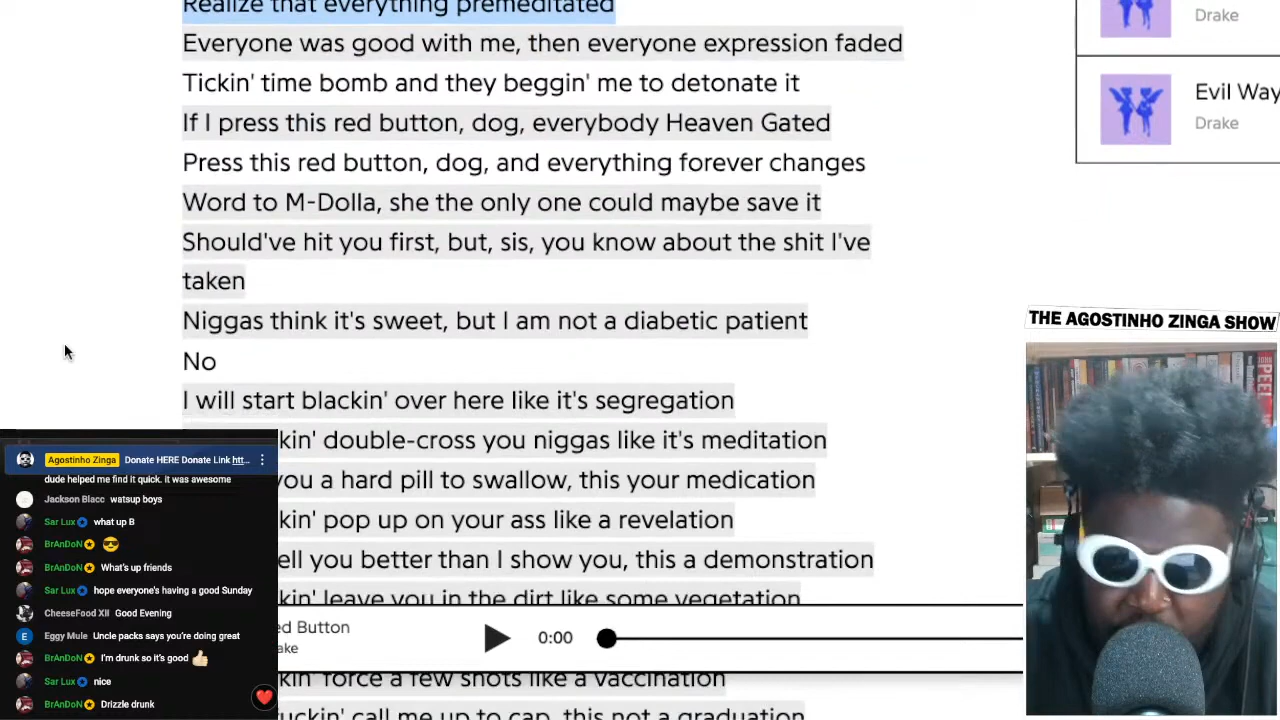 Realize that everything premeditated
Everyone was good with me, then everyone expression faded
Tickin' time bomb and they beggin' me to detonate it
If I press this red button, dog, everybody Heaven Gated
Press this red button, dog, and everything forever changes
Word to M-Dolla, she the only one could maybe save it
Should've hit you first, but, sis, you know about the shit I've
taken
Niggas think it's sweet, but I am not a diabetic patient
No
I will start blackin' over here like it's segregation
kin' double-cross you niggas like it's meditation
you a hard pill to swallow, this your medication
kin' pop up on your ass like a revelation
ell you better than I show you, this a demonstration
kin' leave you in the dirt like some vegetation
ed Button
ake
0:00
kin' force a few shots like a vaccination
uckin' call me up to cap, this not a graduation
Drake
Evil Way
Drake
THE AGOSTINHO ZINGA SHOW
Agostinho Zinga Donate HERE Donate Link htt...
dude helped me find it quick. it was awesome
Jackson Blacc watsup boys
Sar Lux what up B
BrAnDoN 😎
BrAnDoN What's up friends
Sar Lux hope everyone's having a good Sunday
CheeseFood XII Good Evening
E Eggy Mule Uncle packs says you're doing great
BrAnDoN I'm drunk so it's good 👍🏻
Sar Lux nice
BrAnDoN Drizzle drunk